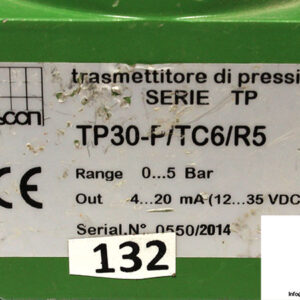 trasmettitore di pressi
SERIE TP
TP30-P/TC6/R5
Range 0...5 Bar
Out 4...20 mA (12...35 VDC
Serial.N° 0550/2014
132